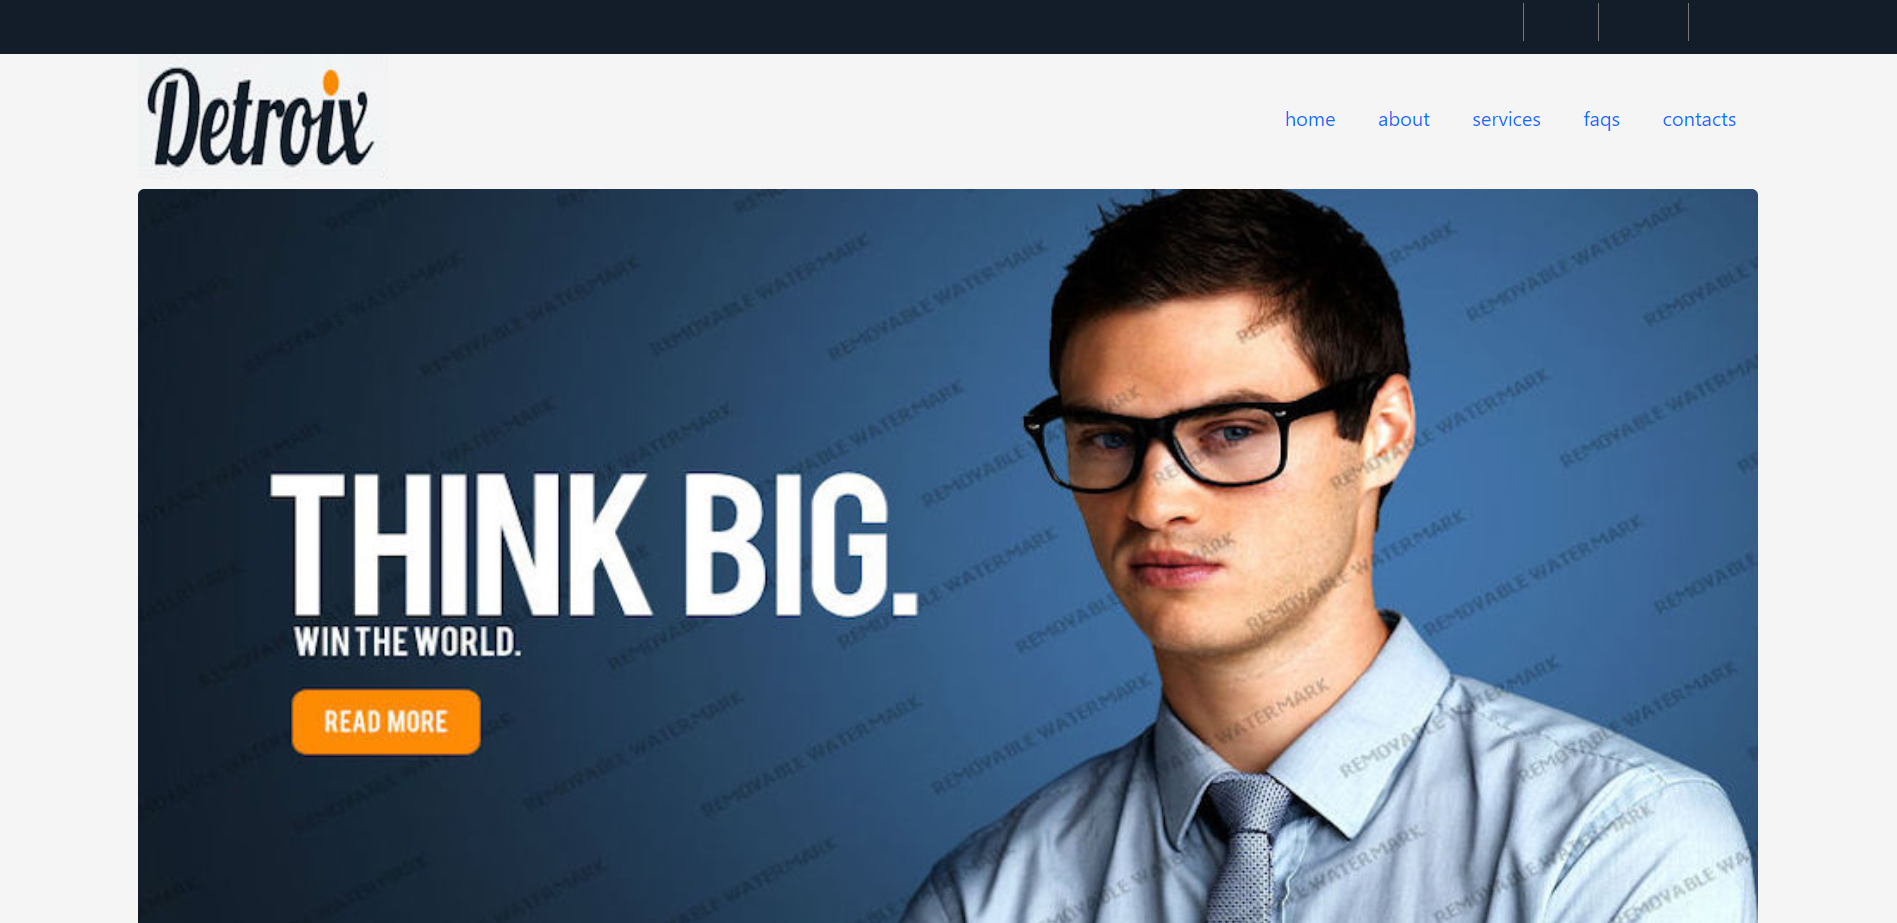 Detroix
home about services faqs contacts
THINK BIG.
WIN THE WORLD.
READ MORE
REMOVABLE WATERMARK